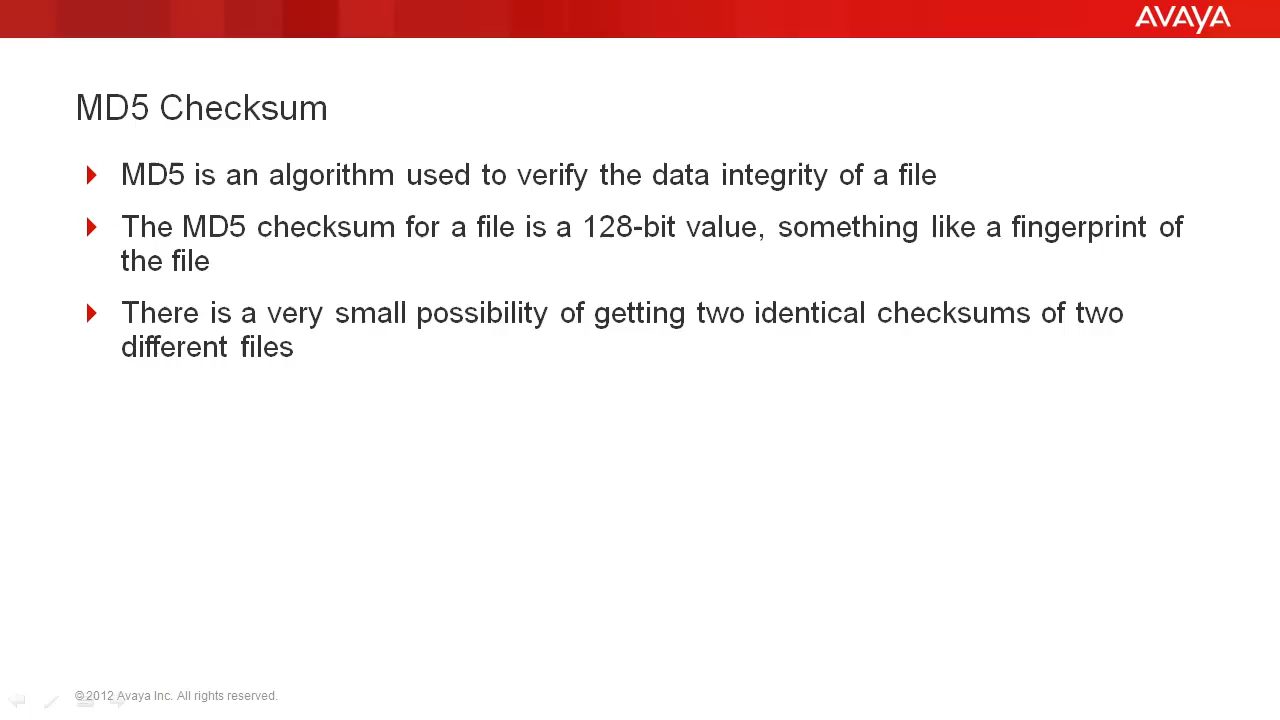 AVAYA
MD5 Checksum
MD5 is an algorithm used to verify the data integrity of a file
The MD5 checksum for a file is a 128-bit value, something like a fingerprint of
the file
There is a very small possibility of getting two identical checksums of two
different files
©2012 Avaya Inc. All rights reserved.